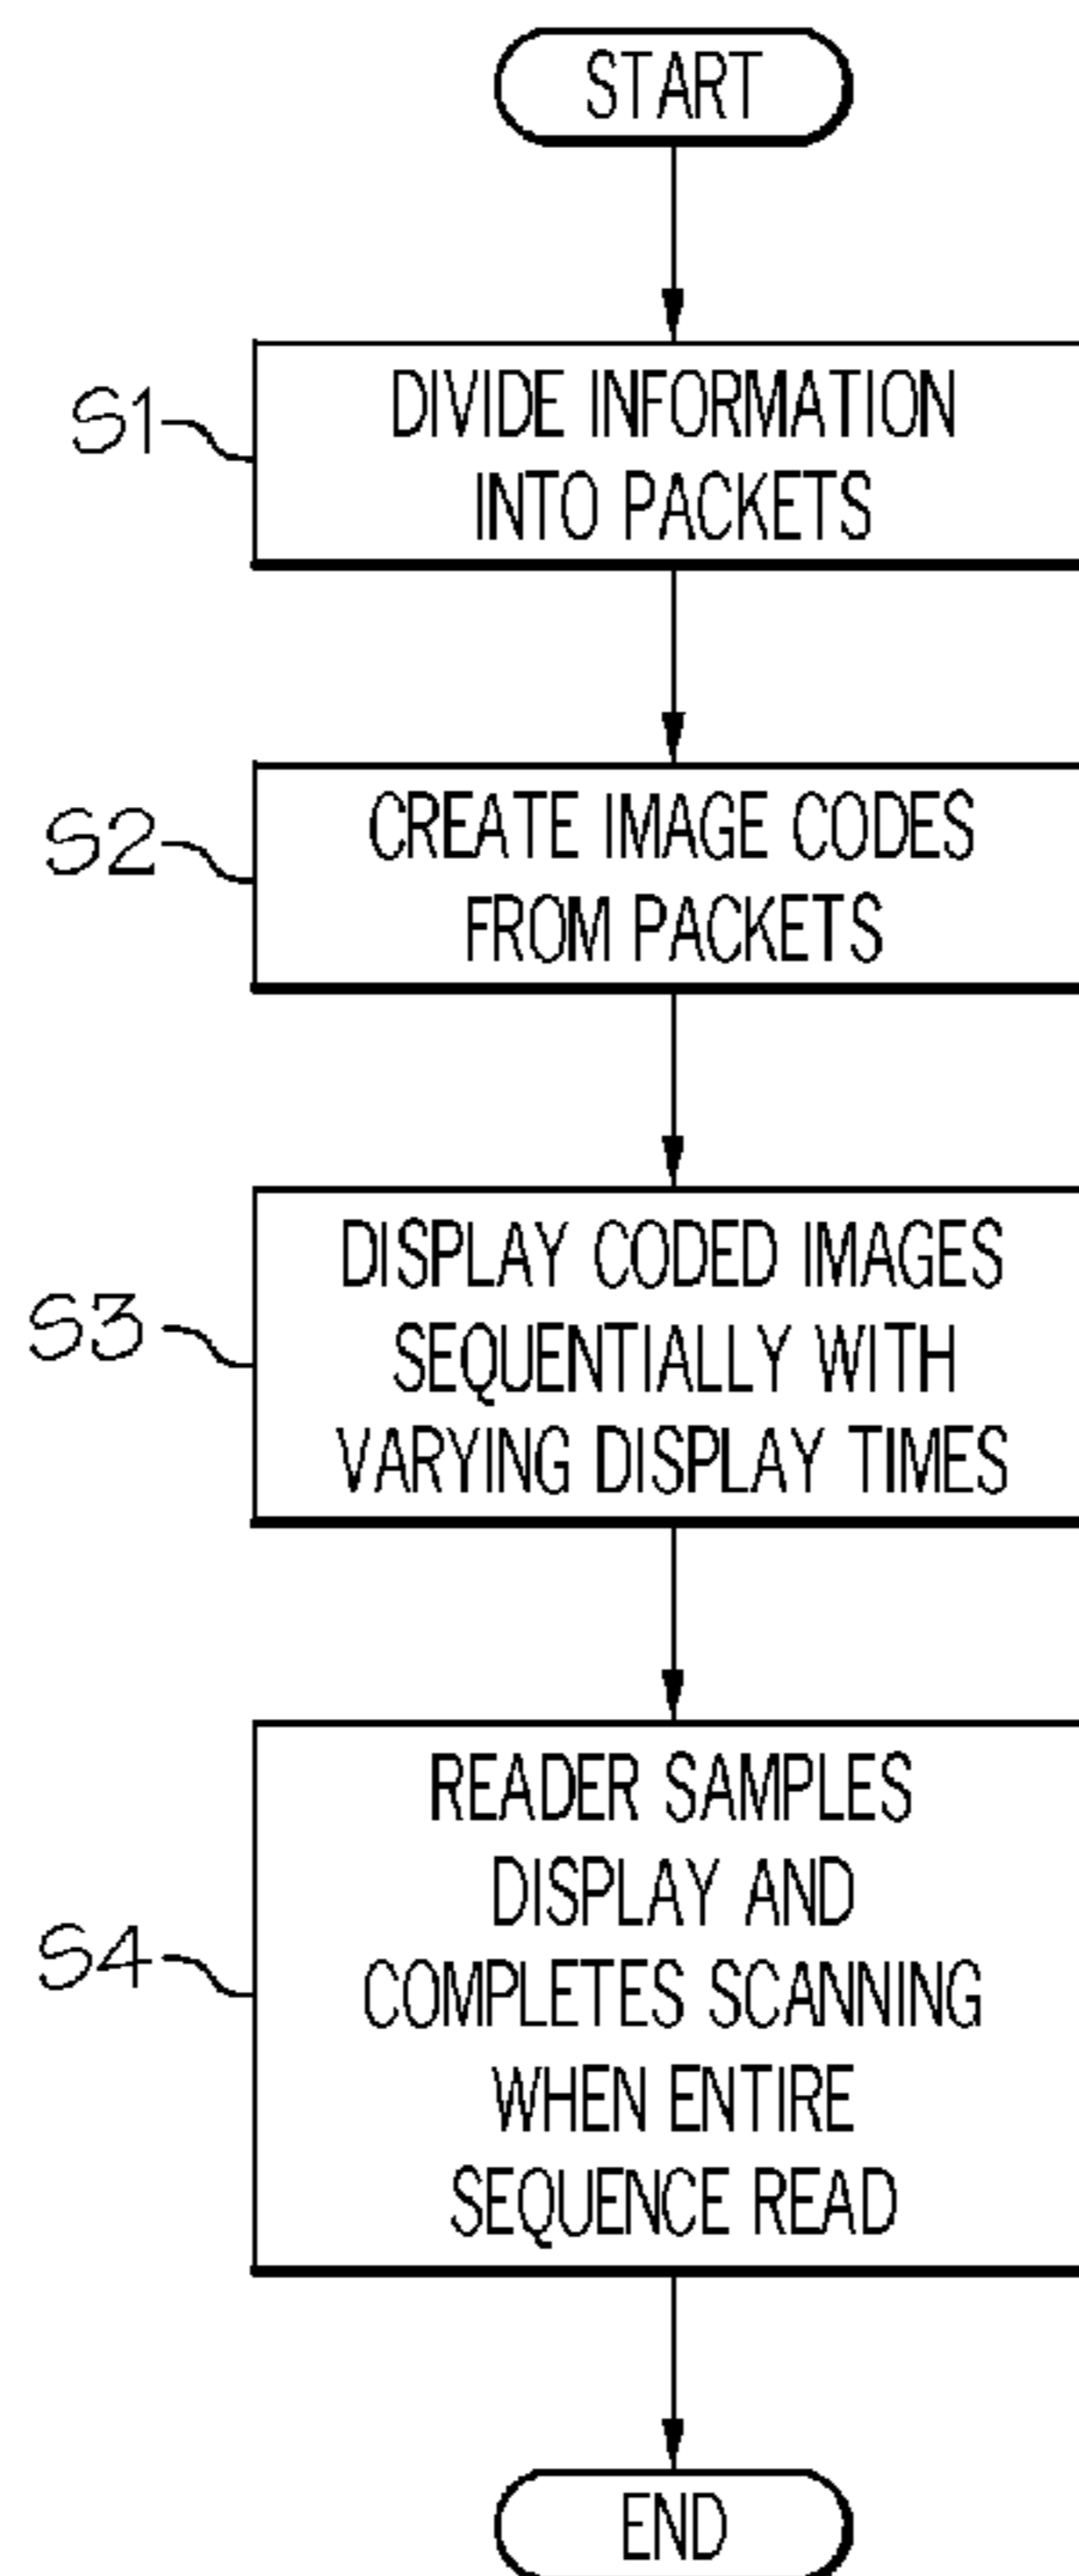 START
S1
DIVIDE INFORMATION
INTO PACKETS
S2
CREATE IMAGE CODES
FROM PACKETS
S3
DISPLAY CODED IMAGES
SEQUENTIALLY WITH
VARYING DISPLAY TIMES
S4
READER SAMPLES
DISPLAY AND
COMPLETES SCANNING
WHEN ENTIRE
SEQUENCE READ
END